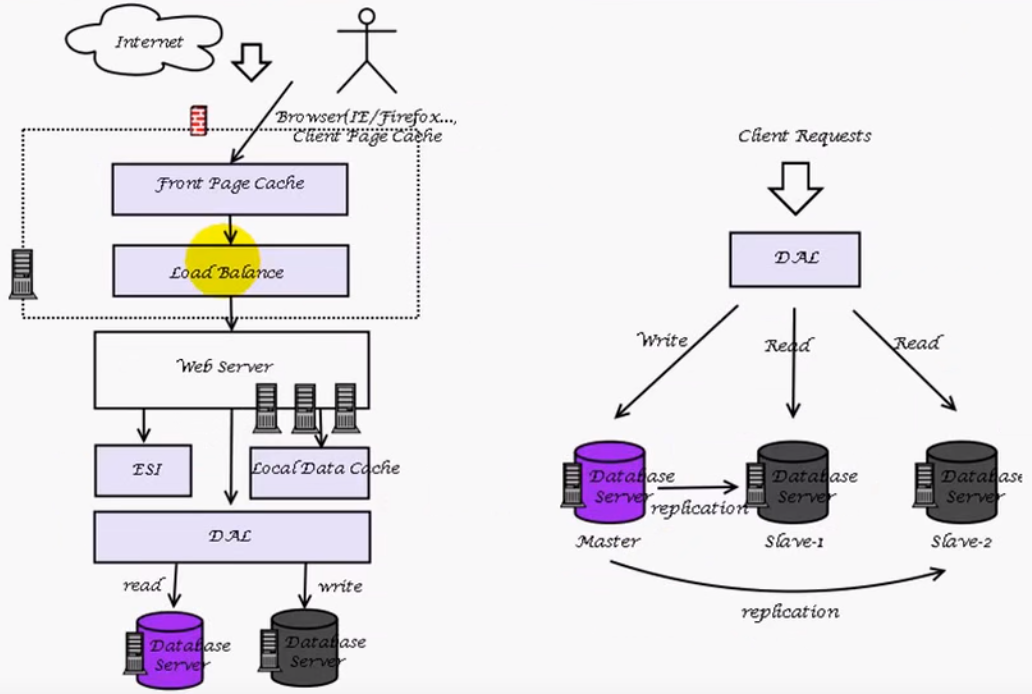 Internet
Browser(IE/Firefox...,
Client Page Cache
Front Page Cache
Load Balance
Web Server
ESI
Local Data Cache
DAL
read
write
Database
Server
Database
Server
Client Requests
DAL
Write
Read
Read
Database
Server
replication
Database
Server
Database
Server
Master
Slave-1
Slave-2
replication